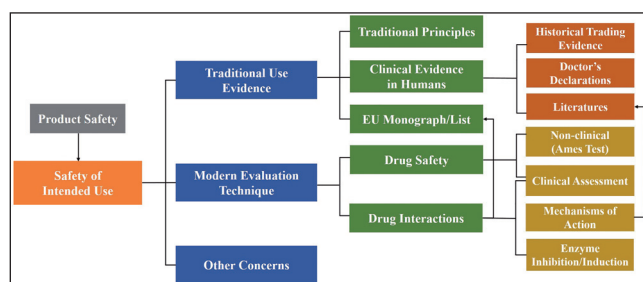 Product Safety
Safety of
Intended Use
Traditional Use
Evidence
Modern Evaluation
Technique
Other Concerns
Traditional Principles
Clinical Evidence
in Humans
EU Monograph/List
Drug Safety
Drug Interactions
Historical Trading
Evidence
Doctor's
Declarations
Literatures
Non-clinical
(Ames Test)
Clinical Assessment
Mechanisms of
Action
Enzyme
Inhibition/Induction